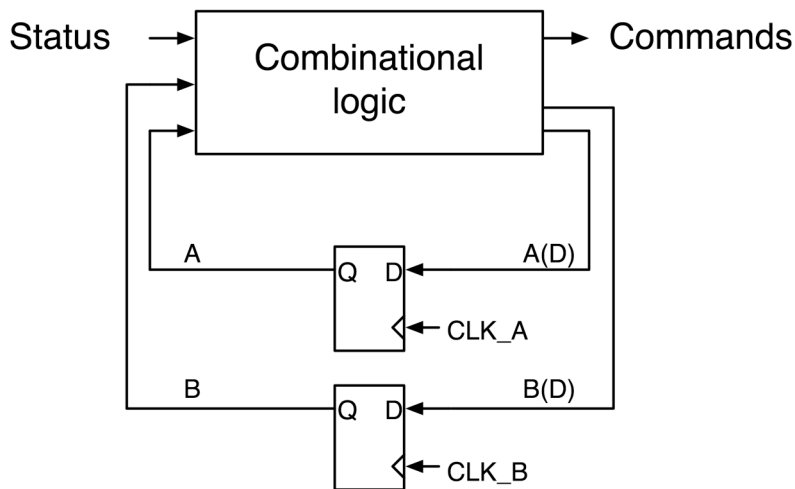 Status
Combinational
logic
Commands
A
Q
D
A(D)
CLK_A
B
Q
D
B(D)
CLK_B